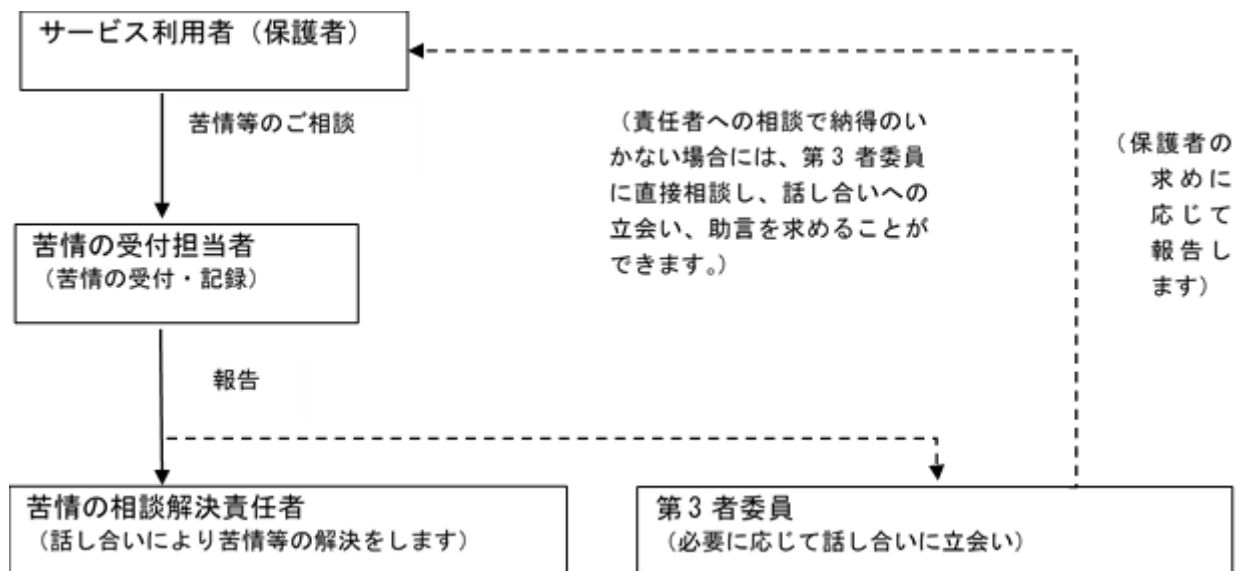 サービス利用者（保護者）
苦情等のご相談
（責任者への相談で納得のい
かない場合には、第３者委員
に直接相談し、話し合いへの
立会い、助言を求めることが
できます。）
（保護者の
求めに
応じて
報告し
ます）
苦情の受付担当者
（苦情の受付・記録）
報告
苦情の相談解決責任者
（話し合いにより苦情等の解決をします）
第３者委員
（必要に応じて話し合いに立会い）